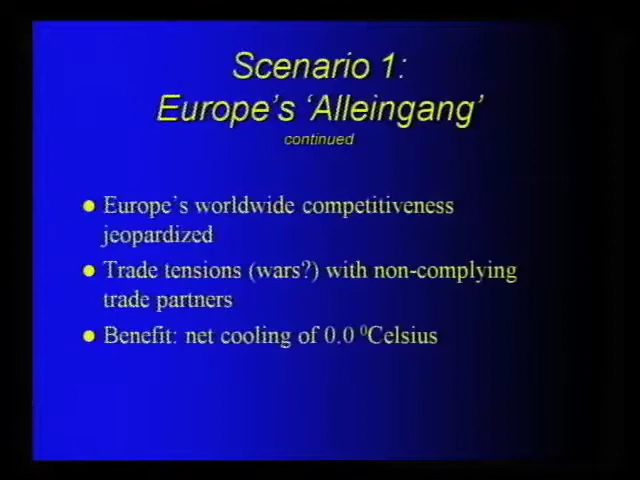 Scenario 1:
Europe's 'Alleingang'
continued
● Europe's worldwide competitiveness
jeopardized
● Trade tensions (wars?) with non-complying
trade partners
● Benefit: net cooling of 0.0 ⁰Celsius